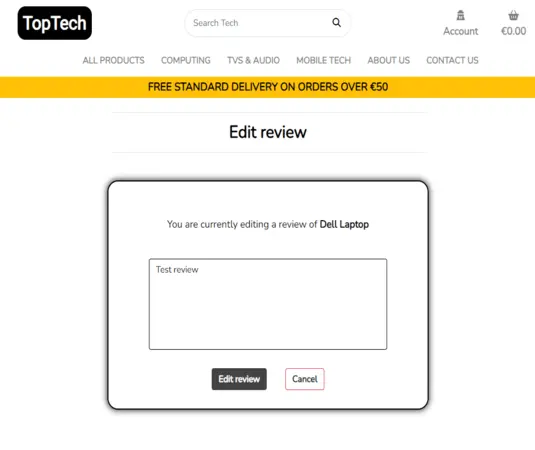 TopTech
Search Tech
Account
€0.00
ALL PRODUCTS COMPUTING TVS & AUDIO MOBILE TECH ABOUT US CONTACT US
FREE STANDARD DELIVERY ON ORDERS OVER €50
Edit review
You are currently editing a review of Dell Laptop
Test review
Edit review Cancel